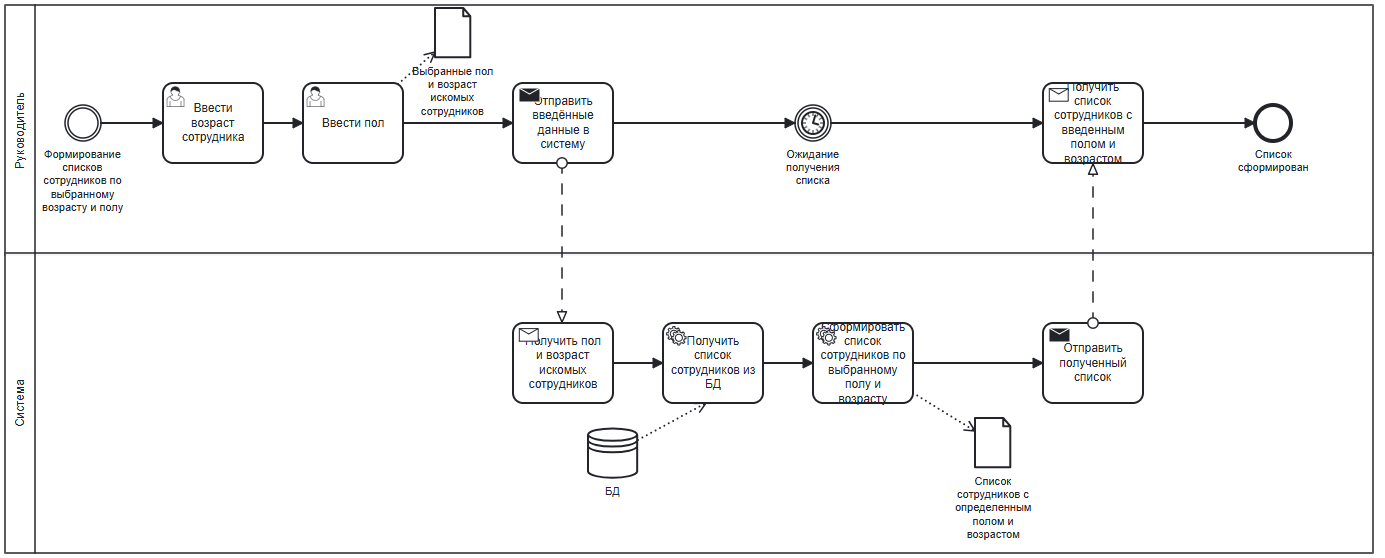 Руководитель
Формирование
списков
сотрудников по
выбранному
возрасту и полу
Ввести
возраст
сотрудника
Ввести пол
Выбранные пол
и возраст
искомых
сотрудников
Отправить
введённые
данные в
систему
Ожидание
получения
списка
Получить
список
сотрудников с
введенным
полом и
возрастом
Список
сформирован
Система
Получить пол
и возраст
искомых
сотрудников
Получить
список
сотрудников из
БД
БД
Сформировать
список
сотрудников по
выбранному
полу и
возрасту
Список
сотрудников с
определенным
полом и
возрастом
Отправить
полученный
список